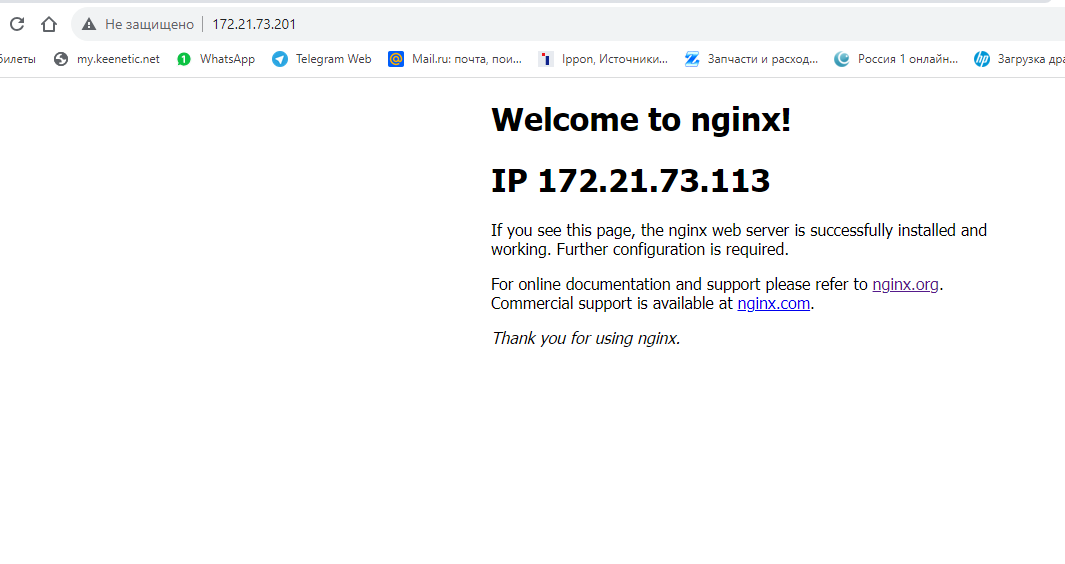 Не защищено 172.21.73.201
билеты my.keenetic.net 1 WhatsApp Telegram Web @ Mail.ru: почта, пои... Ippon, Источники... Запчасти и расход... Россия 1 онлайн... hp Загрузка дра
Welcome to nginx!
IP 172.21.73.113
If you see this page, the nginx web server is successfully installed and
working. Further configuration is required.
For online documentation and support please refer to nginx.org.
Commercial support is available at nginx.com.
Thank you for using nginx.